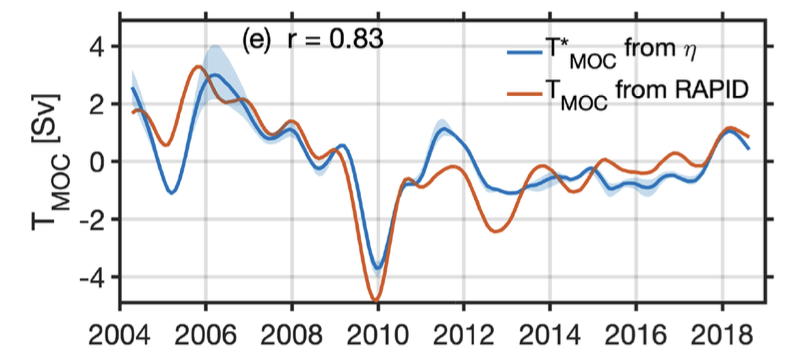 (e) r = 0.83
T*MOC from η
TMOC from RAPID
TMOC [Sv]
4
2
0
-2
-4
2004 2006 2008 2010 2012 2014 2016 2018